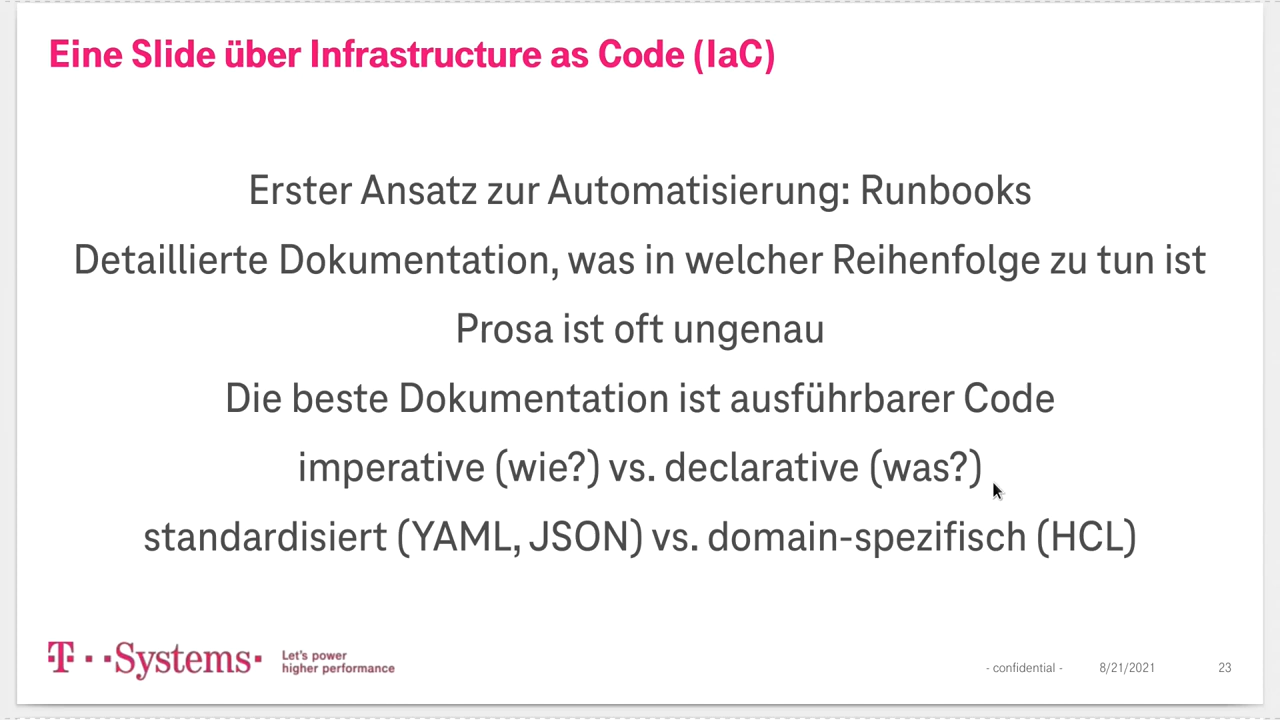 Eine Slide über Infrastructure as Code (IaC)
Erster Ansatz zur Automatisierung: Runbooks
Detaillierte Dokumentation, was in welcher Reihenfolge zu tun ist
Prosa ist oft ungenau
Die beste Dokumentation ist ausführbarer Code
imperative (wie?) vs. declarative (was?)
standardisiert (YAML, JSON) vs. domain-spezifisch (HCL)
T · · Systems ·
Let's power
higher performance
- confidential -
8/21/2021
23